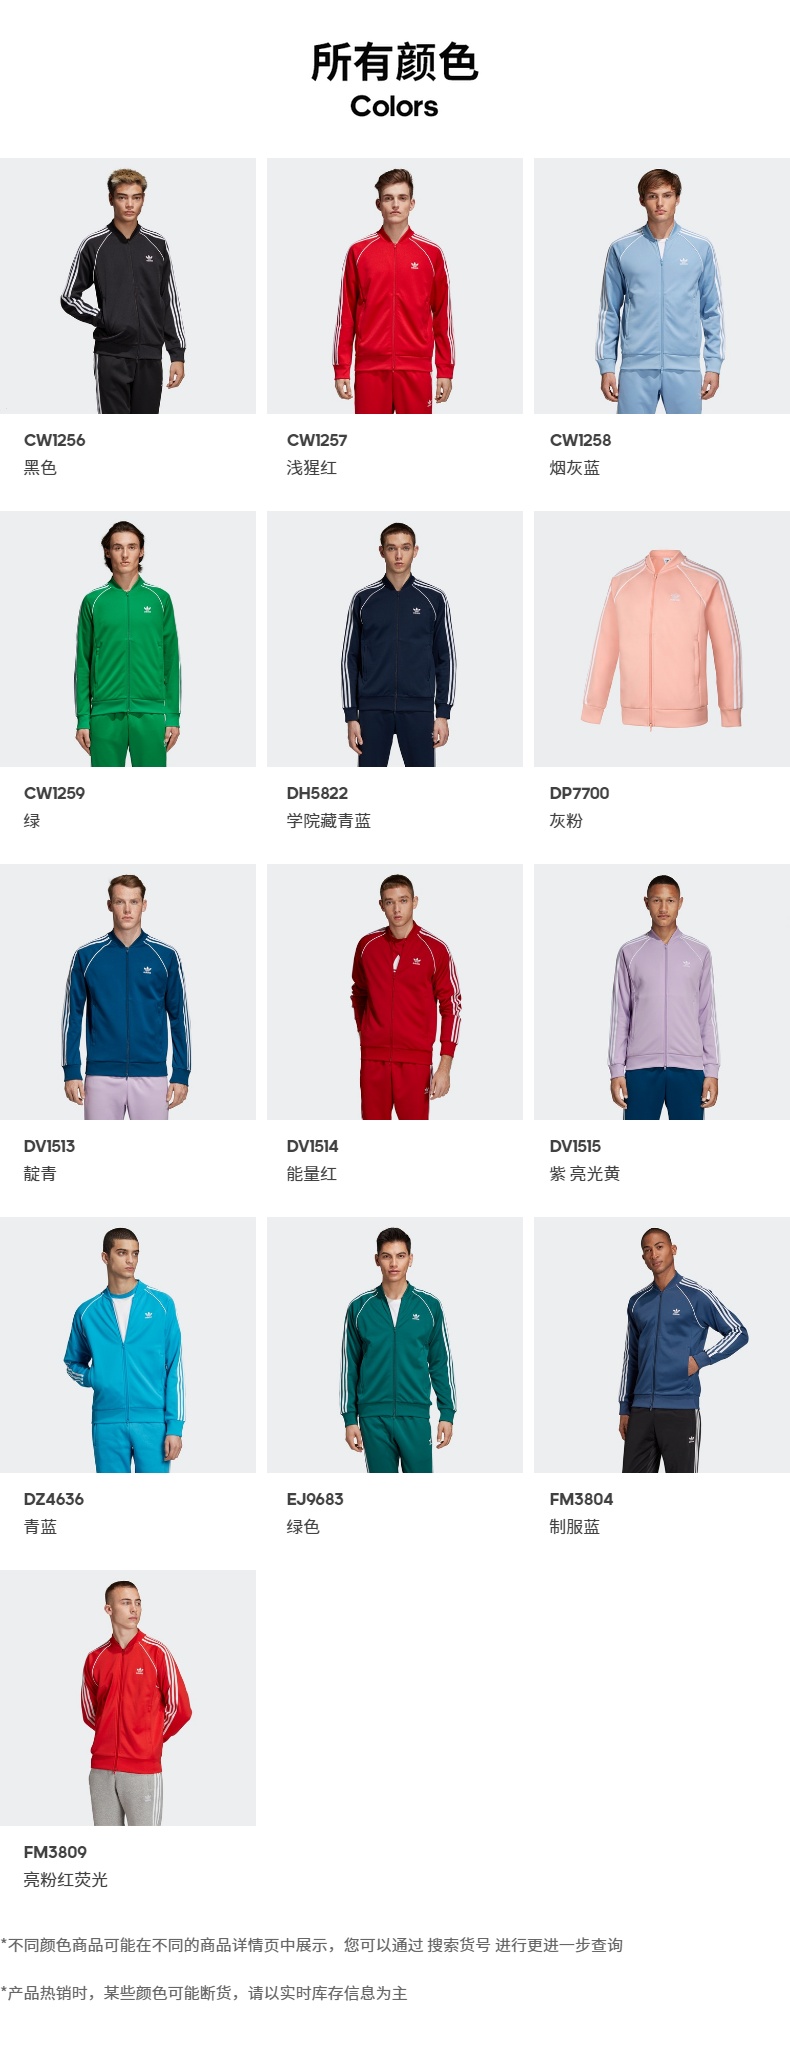 所有颜色
Colors
CW1256
黑色
CW1257
浅猩红
CW1258
烟灰蓝
CW1259
绿
DH5822
学院藏青蓝
DP7700
灰粉
DV1513
靛青
DV1514
能量红
DV1515
紫 亮光黄
DZ4636
青蓝
EJ9683
绿色
FM3804
制服蓝
FM3809
亮粉红荧光
*不同颜色商品可能在不同的商品详情页中展示，您可以通过 搜索货号 进行更进一步查询
*产品热销时，某些颜色可能断货，请以实时库存信息为主